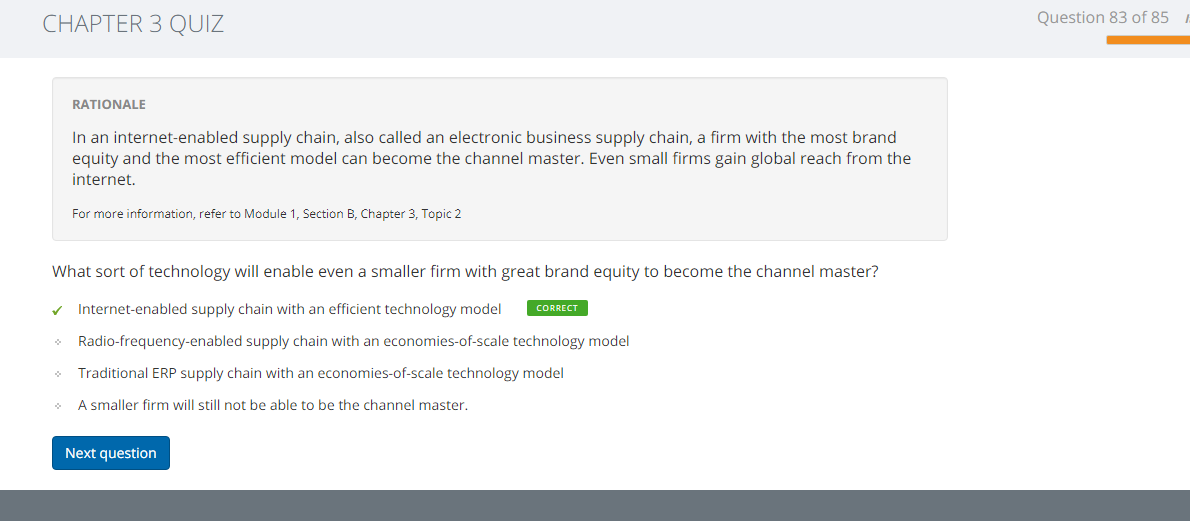 CHAPTER 3 QUIZ
Question 83 of 85
RATIONALE
In an internet-enabled supply chain, also called an electronic business supply chain, a firm with the most brand
equity and the most efficient model can become the channel master. Even small firms gain global reach from the
internet.
For more information, refer to Module 1, Section B, Chapter 3, Topic 2
What sort of technology will enable even a smaller firm with great brand equity to become the channel master?
Internet-enabled supply chain with an efficient technology model CORRECT
Radio-frequency-enabled supply chain with an economies-of-scale technology model
Traditional ERP supply chain with an economies-of-scale technology model
A smaller firm will still not be able to be the channel master.
Next question